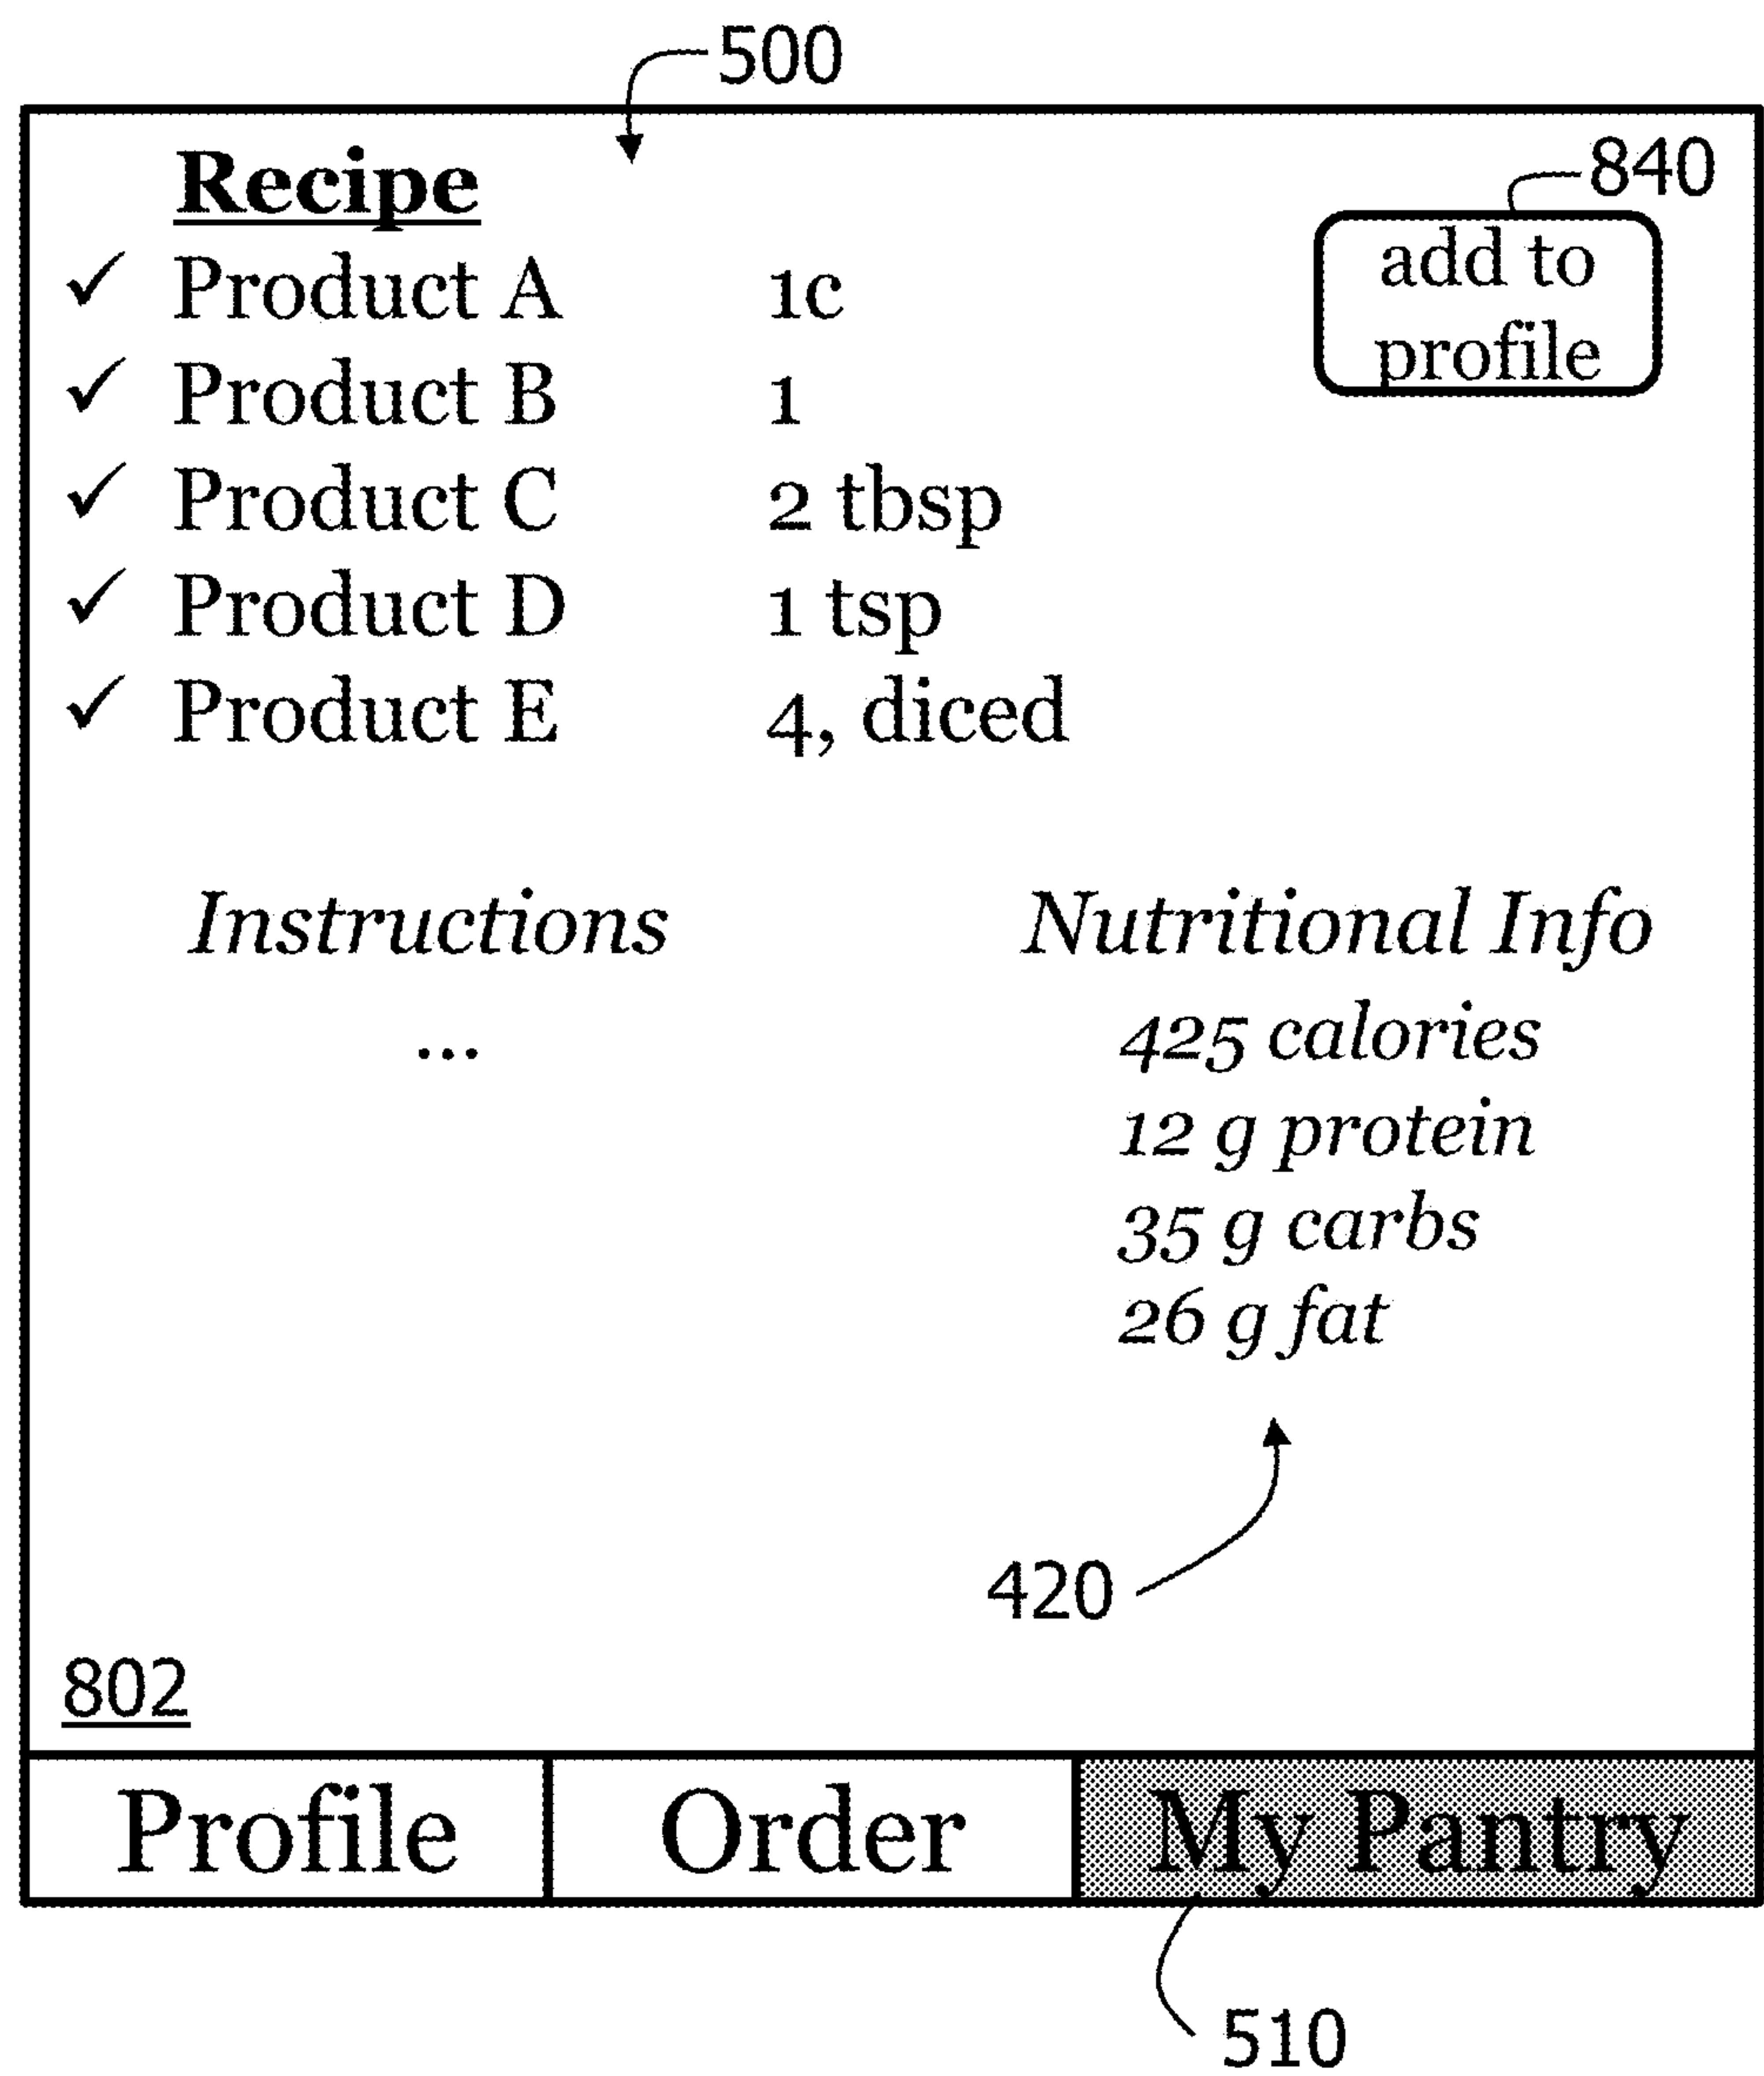 500
Recipe
840
add to
profile
✓ Product A 1c
✓ Product B 1
✓ Product C 2 tbsp
✓ Product D 1 tsp
✓ Product E 4, diced
Instructions
...
Nutritional Info
425 calories
12 g protein
35 g carbs
26 g fat
420
802
Profile Order My Pantry
510